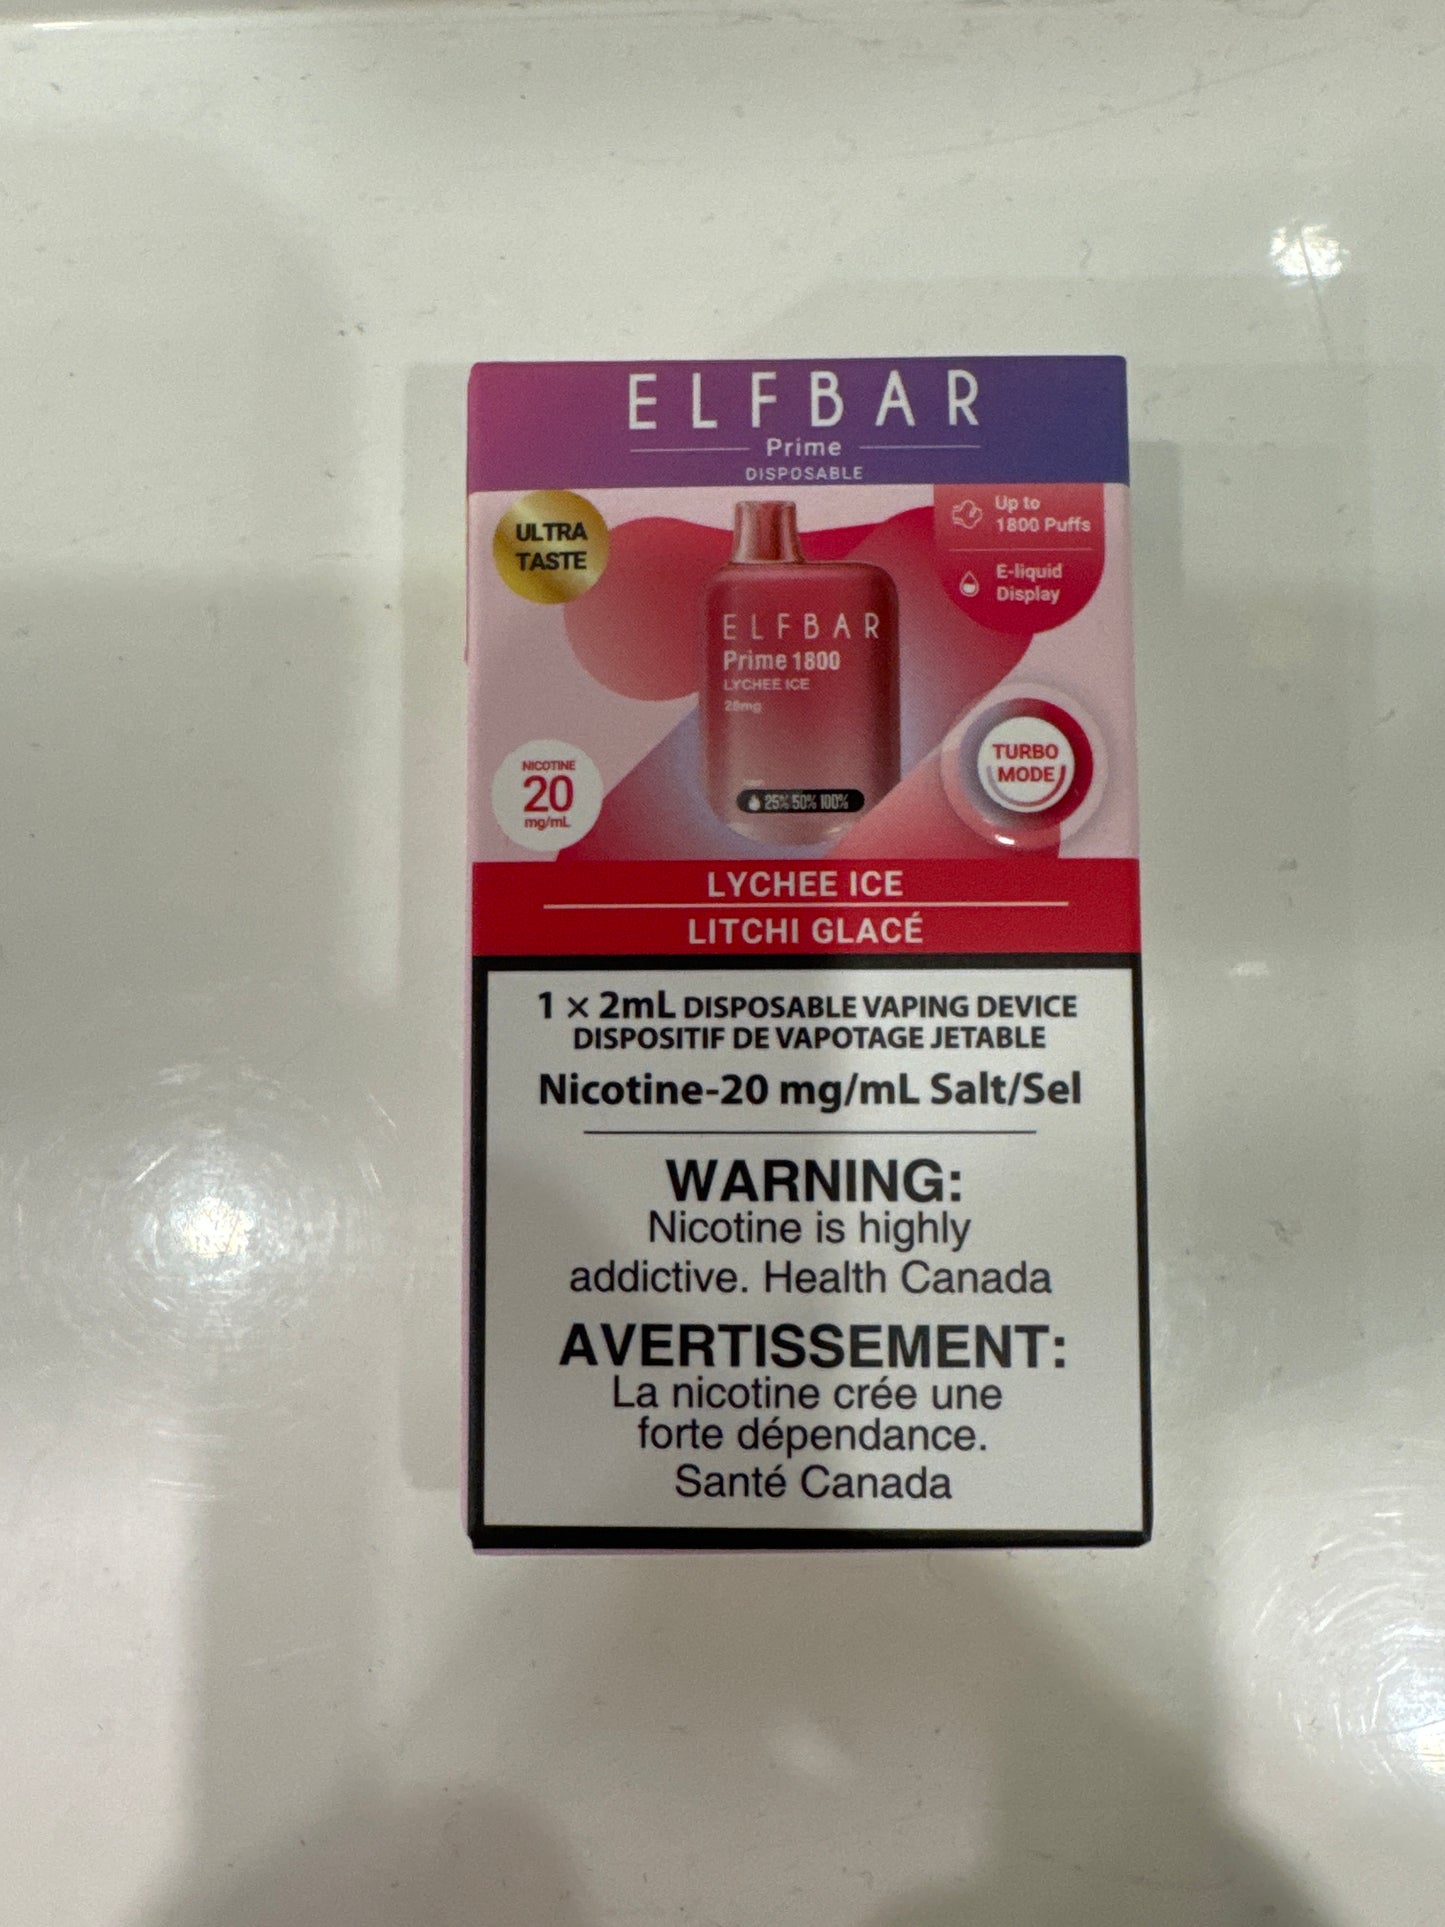 ELFBAR
Prime
DISPOSABLE
ULTRA
TASTE
Up to
1800 Puffs
E-liquid
Display
ELFBAR
Prime 1800
LYCHEE ICE
20mg
25% 50% 100%
NICOTINE
20
mg/mL
TURBO
MODE
LYCHEE ICE
LITCHI GLACÉ
1 × 2mL DISPOSABLE VAPING DEVICE
DISPOSITIF DE VAPOTAGE JETABLE
Nicotine-20 mg/mL Salt/Sel
WARNING:
Nicotine is highly
addictive. Health Canada
AVERTISSEMENT:
La nicotine crée une
forte dépendance.
Santé Canada